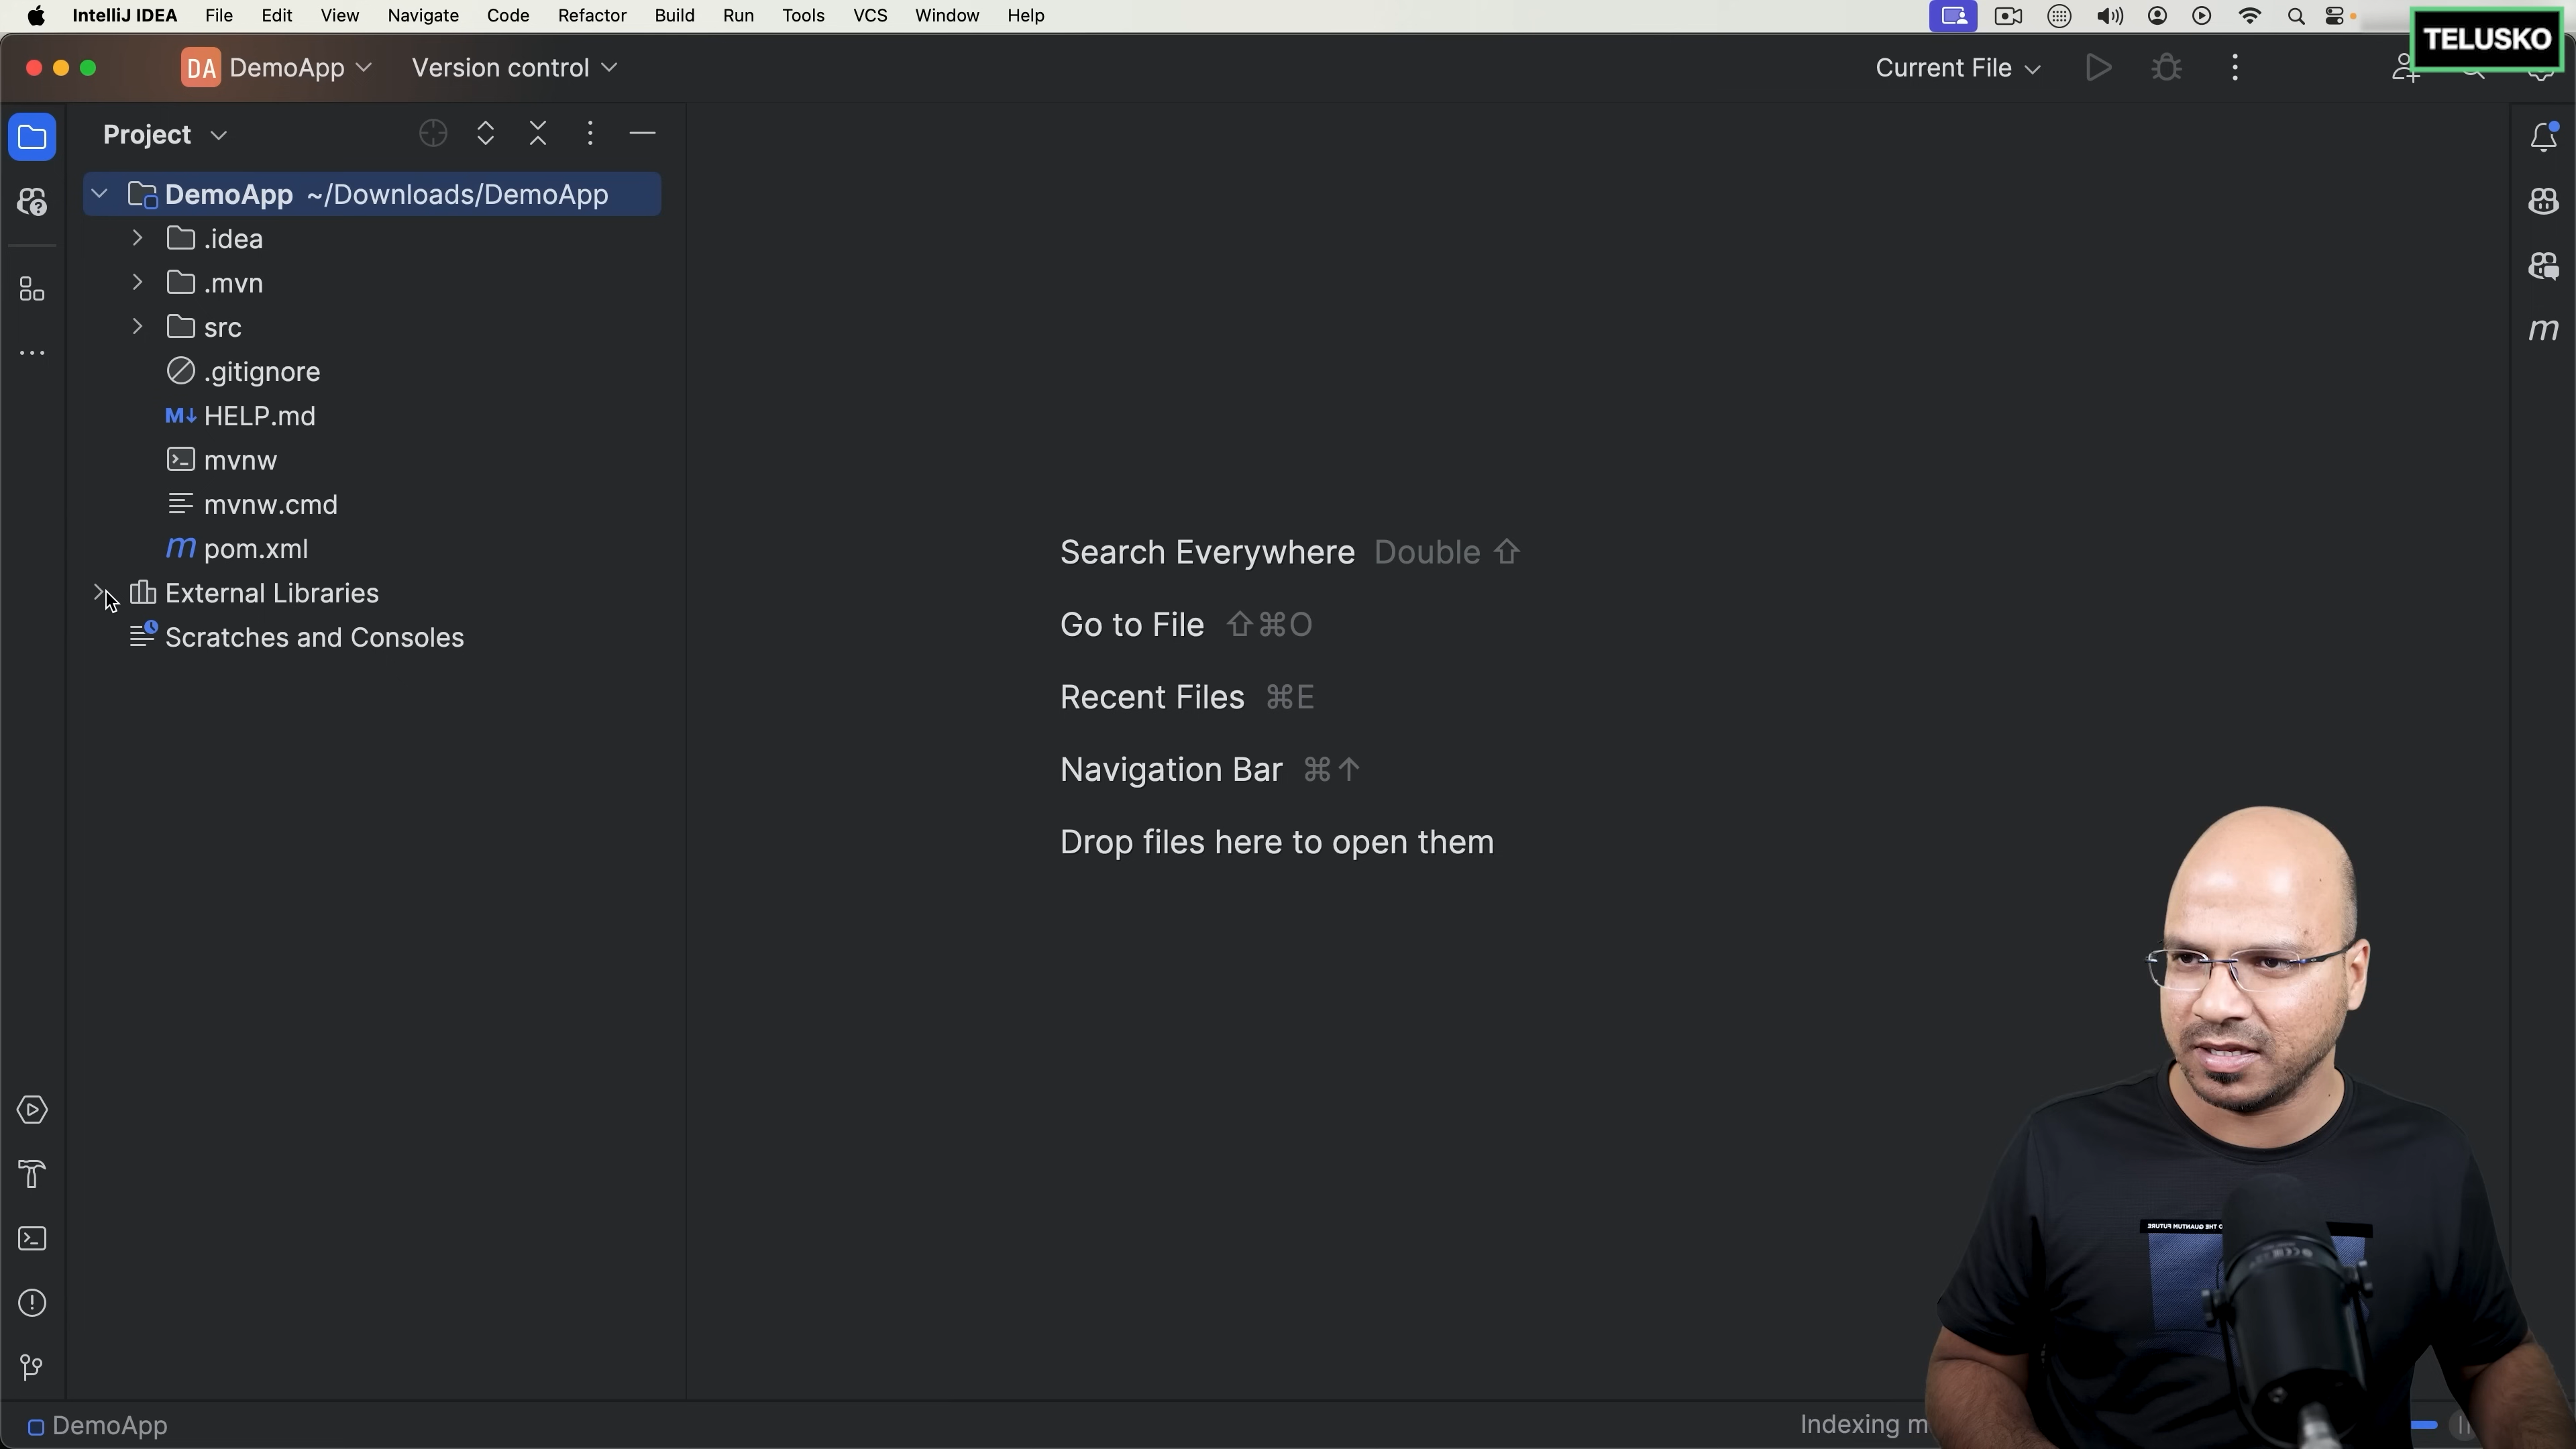 IntelliJ IDEA File Edit View Navigate Code Refactor Build Run Tools VCS Window Help
TELUSKO
DA DemoApp Version control Current File
Project
DemoApp ~/Downloads/DemoApp
.idea
.mvn
src
.gitignore
M↓ HELP.md
mvnw
mvnw.cmd
m pom.xml
External Libraries
Scratches and Consoles
m
Search Everywhere Double ⇧
Go to File ⇧⌘O
Recent Files ⌘E
Navigation Bar ⌘↑
Drop files here to open them
DemoApp Indexing